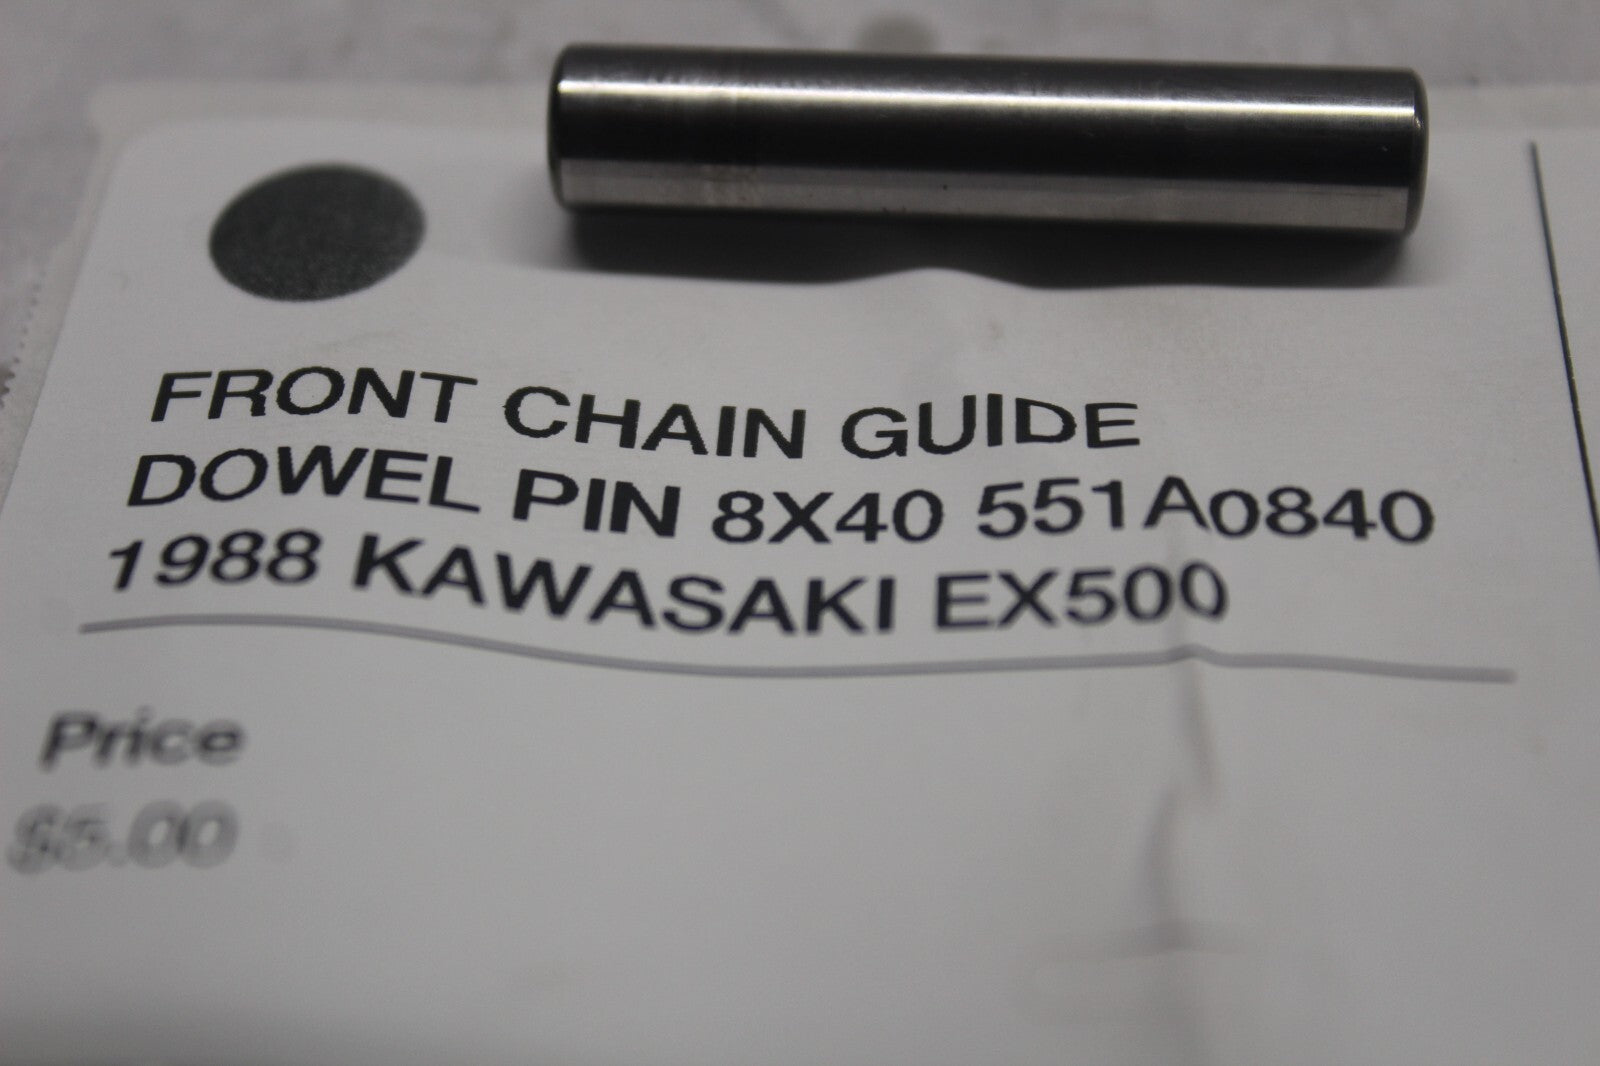 FRONT CHAIN GUIDE
DOWEL PIN 8X40 551A0840
1988 KAWASAKI EX500
Price
$5.00